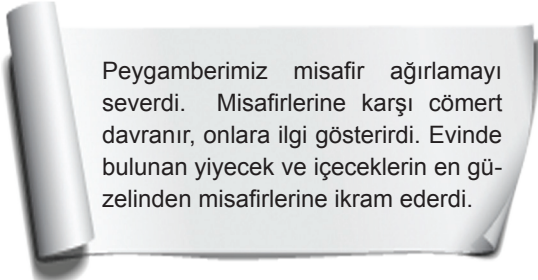 Peygamberimiz misafir ağırlamayı
severdi. Misafirlerine karşı cömert
davranır, onlara ilgi gösterirdi. Evinde
bulunan yiyecek ve içeceklerin en gü-
zelinden misafirlerine ikram ederdi.